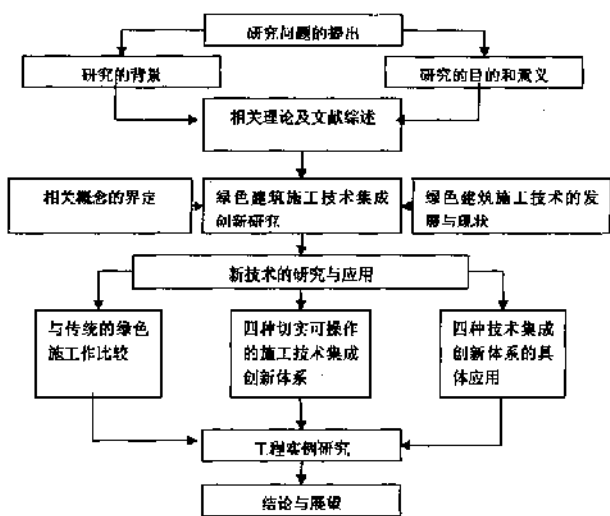 研究问题的提出
研究的背景
研究的目的和意义
相关理论及文献综述
相关概念的界定
绿色建筑施工技术集成
创新研究
绿色建筑施工技术的发
展与现状
新技术的研究与应用
与传统的绿色
施工作比较
四种切实可操作
的施工技术集成
创新体系
四种技术集成
创新体系的具
体应用
工程实例研究
结论与展望